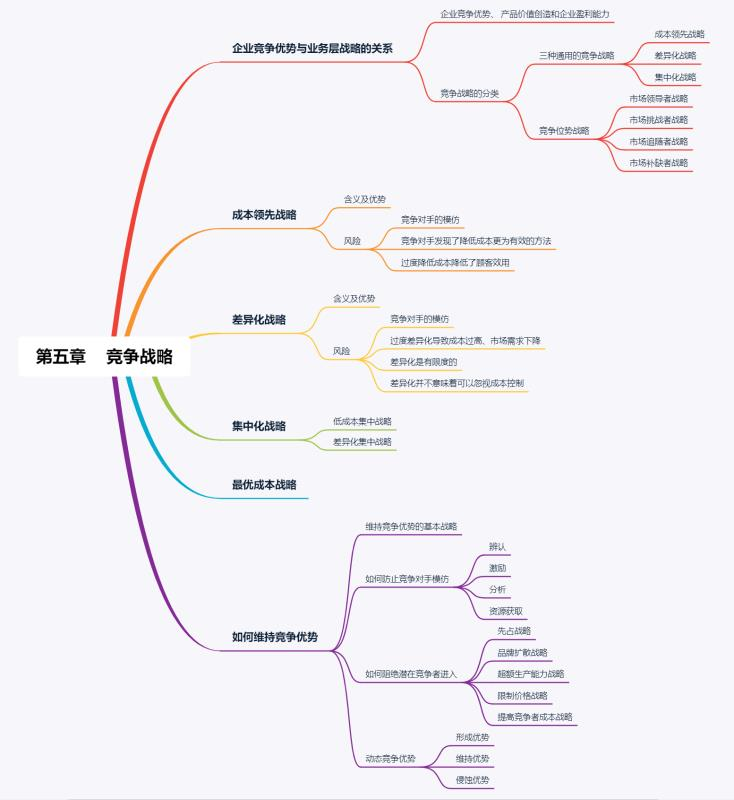 第五章 竞争战略
企业竞争优势与业务层战略的关系
企业竞争优势、产品价值创造和企业盈利能力
竞争战略的分类
三种通用的竞争战略
成本领先战略
差异化战略
集中化战略
竞争位势战略
市场领导者战略
市场挑战者战略
市场追随者战略
市场补缺者战略
成本领先战略
含义及优势
风险
竞争对手的模仿
竞争对手发现了降低成本更为有效的方法
过度降低成本降低了顾客效用
差异化战略
含义及优势
风险
竞争对手的模仿
过度差异化导致成本过高、市场需求下降
差异化是有限度的
差异化并不意味着可以忽视成本控制
集中化战略
低成本集中战略
差异化集中战略
最优成本战略
如何维持竞争优势
维持竞争优势的基本战略
如何防止竞争对手模仿
辨认
激励
分析
资源获取
如何阻绝潜在竞争者进入
先占战略
品牌扩散战略
超额生产能力战略
限制价格战略
提高竞争者成本战略
动态竞争优势
形成优势
维持优势
侵蚀优势